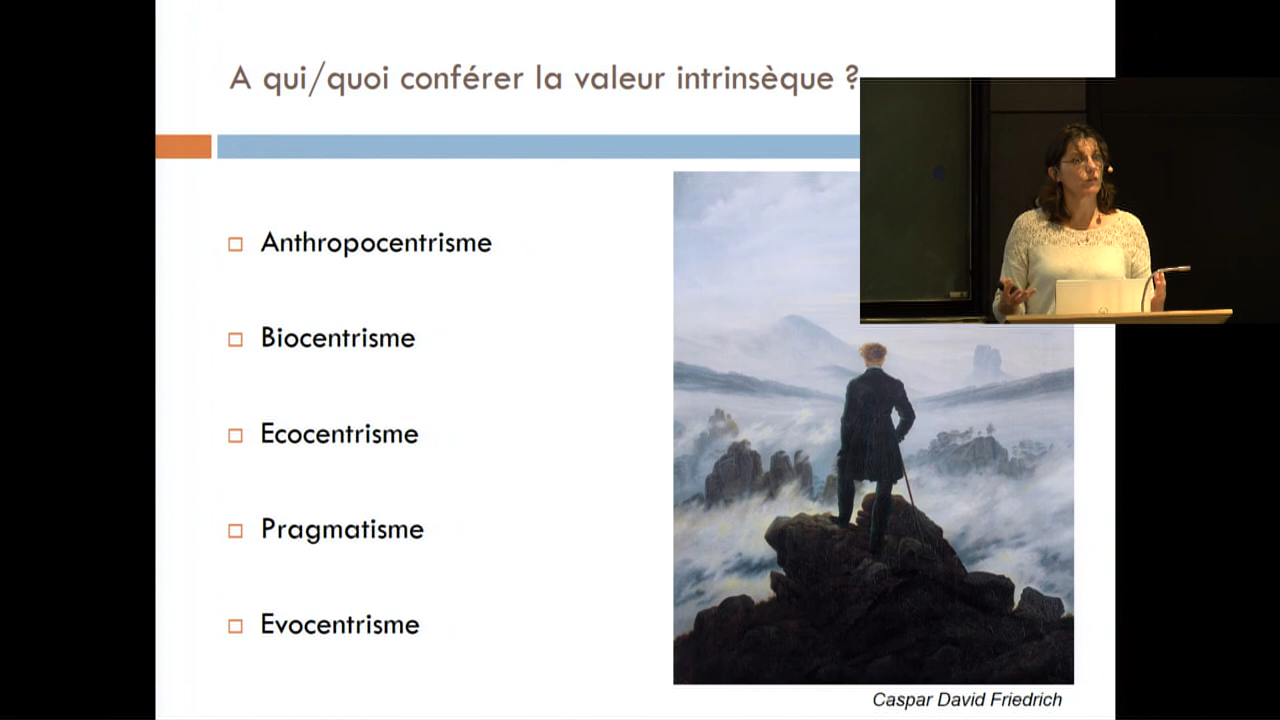 A qui/quoi conférer la valeur intrinsèque ?
Anthropocentrisme
Biocentrisme
Ecocentrisme
Pragmatisme
Evocentrisme
Caspar David Friedrich